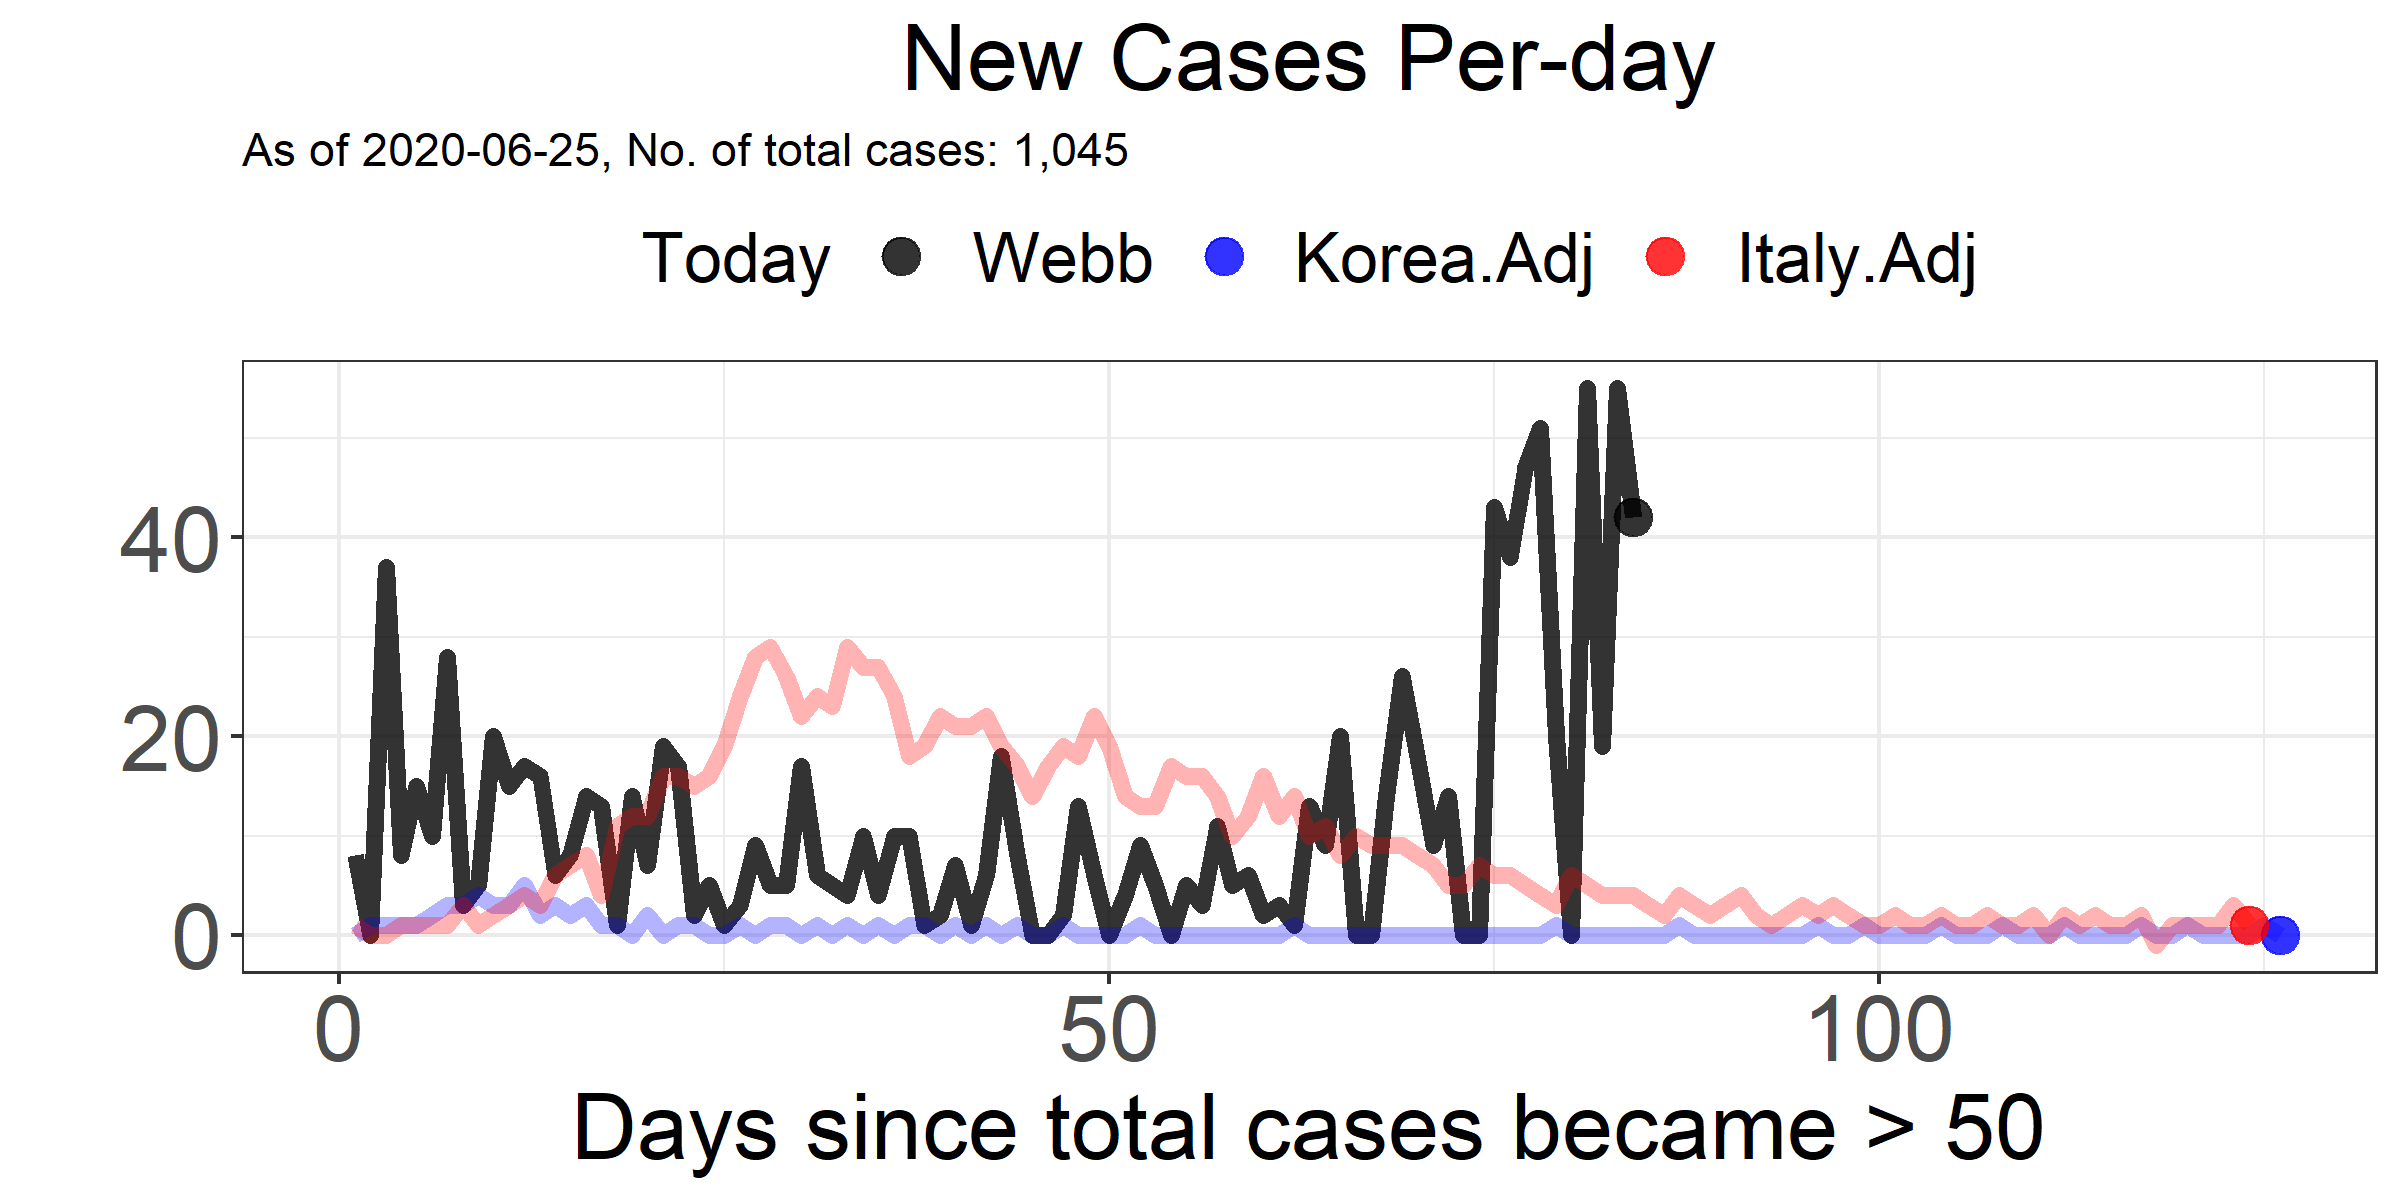 New Cases Per-day
As of 2020-06-25, No. of total cases: 1,045
Today Webb Korea.Adj Italy.Adj
40
20
0
0 50 100
Days since total cases became > 50